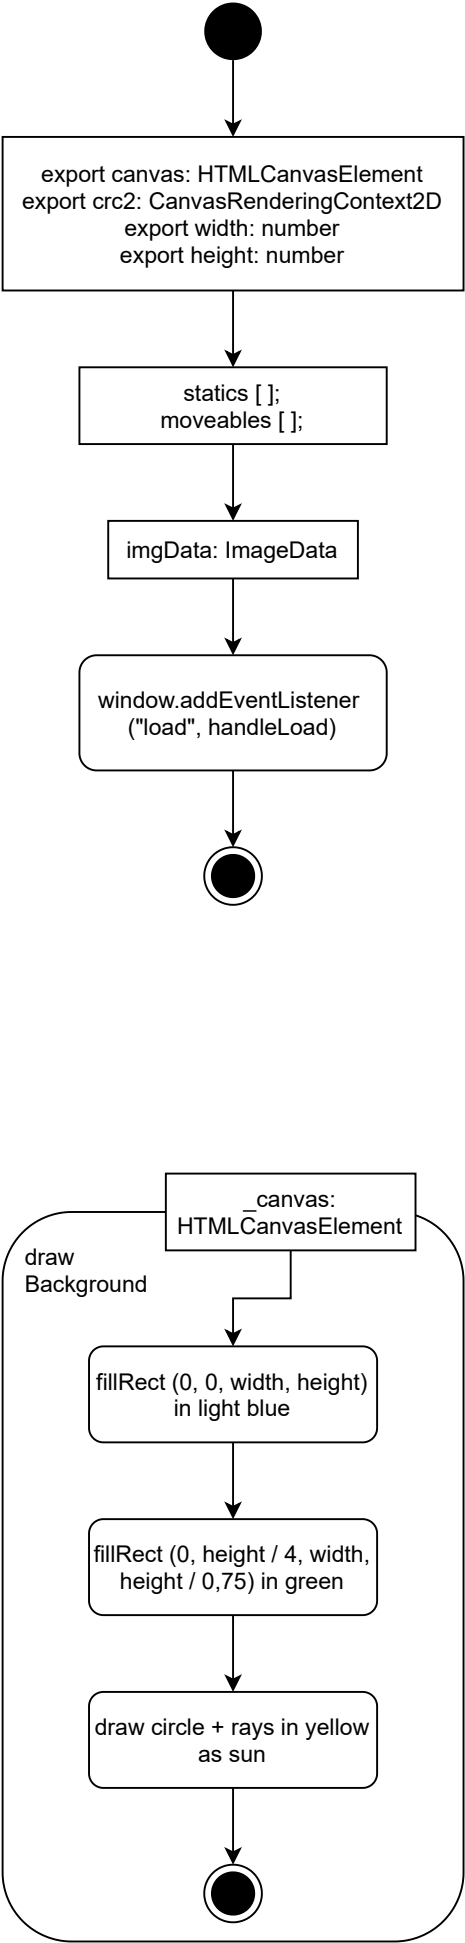 export canvas: HTMLCanvasElement
export crc2: CanvasRenderingContext2D
export width: number
export height: number
statics [ ];
moveables [ ];
imgData: ImageData
window.addEventListener
("load", handleLoad)
_canvas:
HTMLCanvasElement
draw
Background
fillRect (0, 0, width, height)
in light blue
fillRect (0, height / 4, width,
height / 0,75) in green
draw circle + rays in yellow
as sun